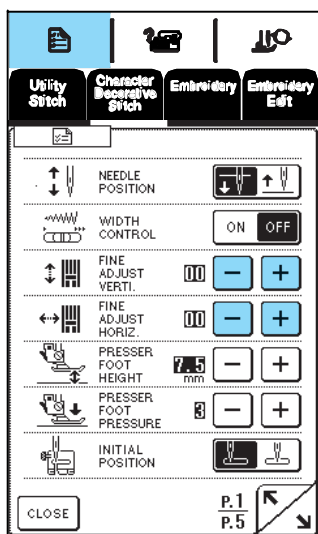 Utility Stitch
Character Decorative Stitch
Embroidery
Embroidery Edit
NEEDLE POSITION
WIDTH CONTROL
ON OFF
FINE ADJUST VERTI.
00 − +
FINE ADJUST HORIZ.
00 − +
PRESSER FOOT HEIGHT
7.5 mm − +
PRESSER FOOT PRESSURE
3 − +
INITIAL POSITION
CLOSE
P.1
P.5